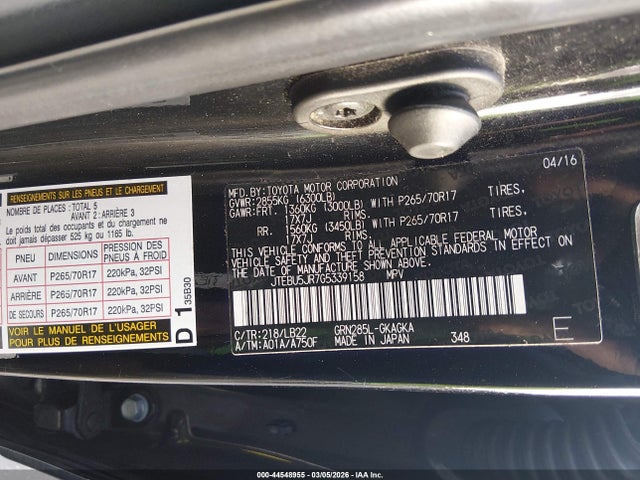 RENSEIGNEMENTS SUR LES PNEUS ET LE CHARGEMENT
NOMBRE DE PLACES: TOTAL 5
AVANT 2: ARRIÈRE 3
Le poids total des occupants et du chargement ne
doit jamais dépasser 525 kg ou 1165 lb.
PNEU DIMENSIONS PRESSION DES PNEUS À FROID
AVANT P265/70R17 220kPa, 32PSI
ARRIÈRE P265/70R17 220kPa, 32PSI
DE SECOURS P265/70R17 220kPa, 32PSI
VOIR LE MANUEL DE L'USAGER
POUR PLUS DE RENSEIGNEMENTS
D 1 35B30
MFD.BY:TOYOTA MOTOR CORPORATION 04/16
GVWR:2855KG (6300LB)
GAWR:FRT. 1360KG (3000LB) WITH P265/70R17 TIRES,
17X7J RIMS
RR. 1560KG (3450LB) WITH P265/70R17 TIRES,
17X7J RIMS
THIS VEHICLE CONFORMS TO ALL APPLICABLE FEDERAL MOTOR
VEHICLE SAFETY STANDARDS IN EFFECT ON THE DATE OF
MANUFACTURE SHOWN ABOVE.
JTEBU5JR7G5339158 MPV
C/TR:218/LB22 GRN285L-GKAGKA
A/TM:A01A/A750F MADE IN JAPAN 348 E
000-44548955 - 03/05/2026 - IAA Inc.